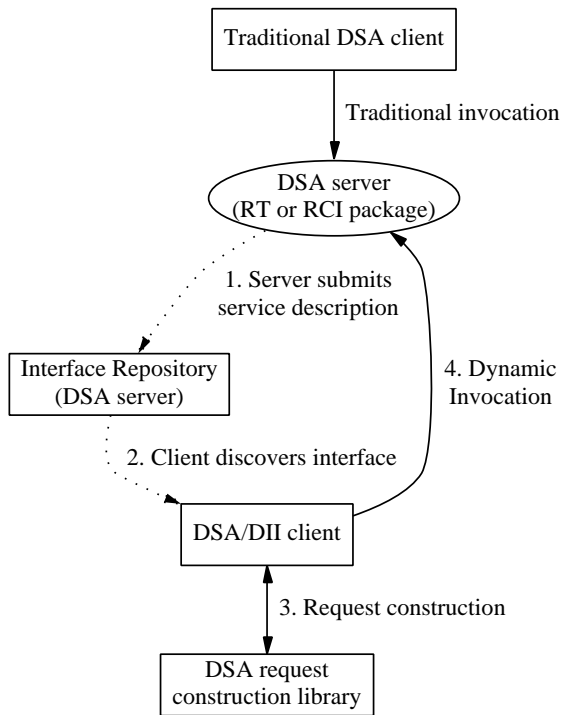 Traditional DSA client
Traditional invocation
DSA server
(RT or RCI package)
1. Server submits
service description
Interface Repository
(DSA server)
4. Dynamic
Invocation
2. Client discovers interface
DSA/DII client
3. Request construction
DSA request
construction library